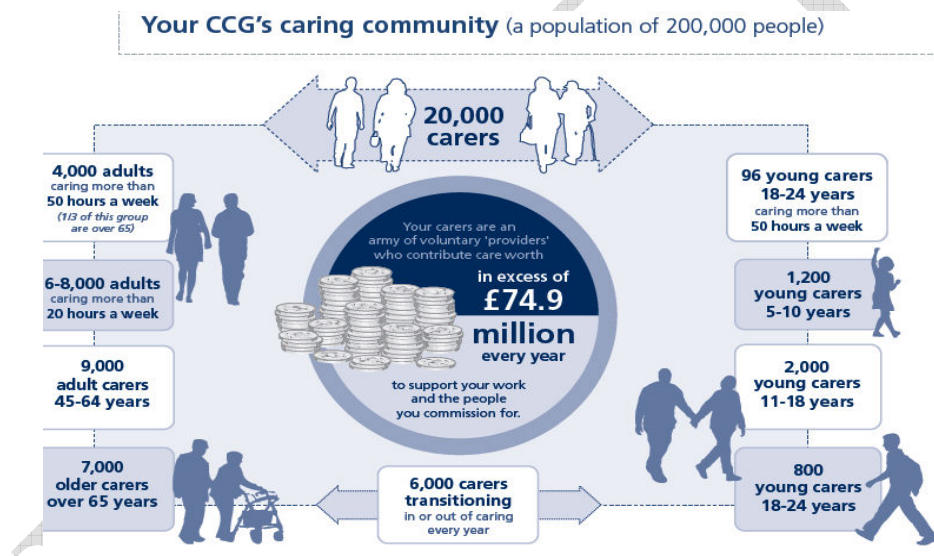 Your CCG's caring community (a population of 200,000 people)
20,000
carers
4,000 adults
caring more than
50 hours a week
(1/3 of this group
are over 65)
6-8,000 adults
caring more than
20 hours a week
9,000
adult carers
45-64 years
7,000
older carers
over 65 years
Your carers are an
army of voluntary 'providers'
who contribute care worth
in excess of
£74.9
million
every year
to support your work
and the people
you commission for.
6,000 carers
transitioning
in or out of caring
every year
96 young carers
18-24 years
caring more than
50 hours a week
1,200
young carers
5-10 years
2,000
young carers
11-18 years
800
young carers
18-24 years